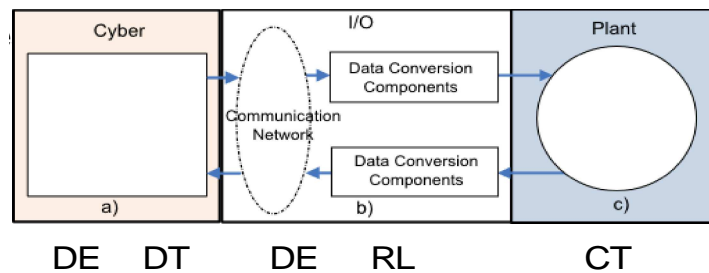 Cyber
I/O
Plant
Data Conversion
Components
Communication
Network
Data Conversion
Components
a)
b)
c)
DE DT DE RL CT